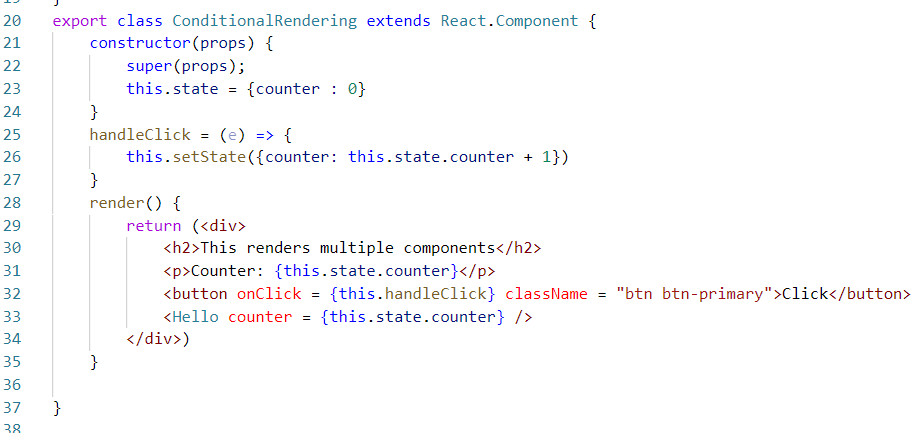 19 }
20 export class ConditionalRendering extends React.Component {
21     constructor(props) {
22         super(props);
23         this.state = {counter : 0}
24     }
25     handleClick = (e) => {
26         this.setState({counter: this.state.counter + 1})
27     }
28     render() {
29         return (<div>
30             <h2>This renders multiple components</h2>
31             <p>Counter: {this.state.counter}</p>
32             <button onClick = {this.handleClick} className = "btn btn-primary">Click</button>
33             <Hello counter = {this.state.counter} />
34         </div>)
35     }
36
37 }
38